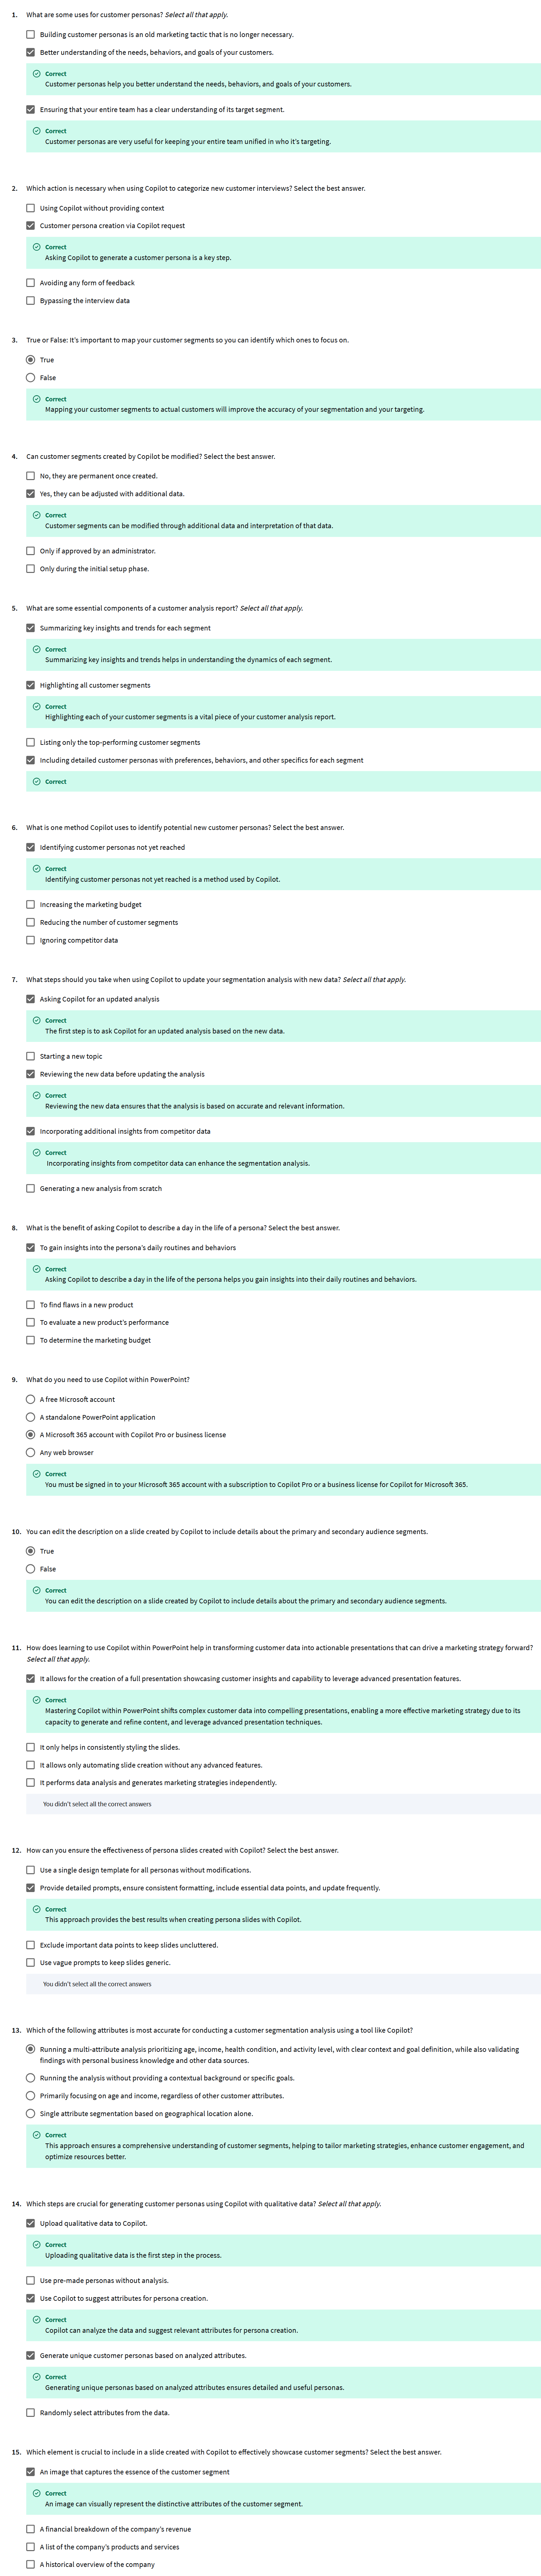 1. What are some uses for customer personas? Select all that apply.
Building customer personas is an old marketing tactic that is no longer necessary.
Better understanding of the needs, behaviors, and goals of your customers.
Correct
Customer personas help you better understand the needs, behaviors, and goals of your customers.
Ensuring that your entire team has a clear understanding of its target segment.
Correct
Customer personas are very useful for keeping your entire team unified in who it's targeting.
2. Which action is necessary when using Copilot to categorize new customer interviews? Select the best answer.
Using Copilot without providing context
Customer persona creation via Copilot request
Correct
Asking Copilot to generate a customer persona is a key step.
Avoiding any form of feedback
Bypassing the interview data
3. True or False: It's important to map your customer segments so you can identify which ones to focus on.
True
False
Correct
Mapping your customer segments to actual customers will improve the accuracy of your segmentation and your targeting.
4. Can customer segments created by Copilot be modified? Select the best answer.
No, they are permanent once created.
Yes, they can be adjusted with additional data.
Correct
Customer segments can be modified through additional data and interpretation of that data.
Only if approved by an administrator.
Only during the initial setup phase.
5. What are some essential components of a customer analysis report? Select all that apply.
Summarizing key insights and trends for each segment
Correct
Summarizing key insights and trends helps in understanding the dynamics of each segment.
Highlighting all customer segments
Correct
Highlighting each of your customer segments is a vital piece of your customer analysis report.
Listing only the top-performing customer segments
Including detailed customer personas with preferences, behaviors, and other specifics for each segment
Correct
6. What is one method Copilot uses to identify potential new customer personas? Select the best answer.
Identifying customer personas not yet reached
Correct
Identifying customer personas not yet reached is a method used by Copilot.
Increasing the marketing budget
Reducing the number of customer segments
Ignoring competitor data
7. What steps should you take when using Copilot to update your segmentation analysis with new data? Select all that apply.
Asking Copilot for an updated analysis
Correct
The first step is to ask Copilot for an updated analysis based on the new data.
Starting a new topic
Reviewing the new data before updating the analysis
Correct
Reviewing the new data ensures that the analysis is based on accurate and relevant information.
Incorporating additional insights from competitor data
Correct
Incorporating insights from competitor data can enhance the segmentation analysis.
Generating a new analysis from scratch
8. What is the benefit of asking Copilot to describe a day in the life of a persona? Select the best answer.
To gain insights into the persona's daily routines and behaviors
Correct
Asking Copilot to describe a day in the life of the persona helps you gain insights into their daily routines and behaviors.
To find flaws in a new product
To evaluate a new product's performance
To determine the marketing budget
9. What do you need to use Copilot within PowerPoint?
A free Microsoft account
A standalone PowerPoint application
A Microsoft 365 account with Copilot Pro or business license
Any web browser
Correct
You must be signed in to your Microsoft 365 account with a subscription to Copilot Pro or a business license for Copilot for Microsoft 365.
10. You can edit the description on a slide created by Copilot to include details about the primary and secondary audience segments.
True
False
Correct
You can edit the description on a slide created by Copilot to include details about the primary and secondary audience segments.
11. How does learning to use Copilot within PowerPoint help in transforming customer data into actionable presentations that can drive a marketing strategy forward?
Select all that apply.
It allows for the creation of a full presentation showcasing customer insights and capability to leverage advanced presentation features.
Correct
Mastering Copilot within PowerPoint shifts complex customer data into compelling presentations, enabling a more effective marketing strategy due to its
capacity to generate and refine content, and leverage advanced presentation techniques.
It only helps in consistently styling the slides.
It allows only automating slide creation without any advanced features.
It performs data analysis and generates marketing strategies independently.
You didn't select all the correct answers
12. How can you ensure the effectiveness of persona slides created with Copilot? Select the best answer.
Use a single design template for all personas without modifications.
Provide detailed prompts, ensure consistent formatting, include essential data points, and update frequently.
Correct
This approach provides the best results when creating persona slides with Copilot.
Exclude important data points to keep slides uncluttered.
Use vague prompts to keep slides generic.
You didn't select all the correct answers
13. Which of the following attributes is most accurate for conducting a customer segmentation analysis using a tool like Copilot?
Running a multi-attribute analysis prioritizing age, income, health condition, and activity level, with clear context and goal definition, while also validating
findings with personal business knowledge and other data sources.
Running the analysis without providing a contextual background or specific goals.
Primarily focusing on age and income, regardless of other customer attributes.
Single attribute segmentation based on geographical location alone.
Correct
This approach ensures a comprehensive understanding of customer segments, helping to tailor marketing strategies, enhance customer engagement, and
optimize resources better.
14. Which steps are crucial for generating customer personas using Copilot with qualitative data? Select all that apply.
Upload qualitative data to Copilot.
Correct
Uploading qualitative data is the first step in the process.
Use pre-made personas without analysis.
Use Copilot to suggest attributes for persona creation.
Correct
Copilot can analyze the data and suggest relevant attributes for persona creation.
Generate unique customer personas based on analyzed attributes.
Correct
Generating unique personas based on analyzed attributes ensures detailed and useful personas.
Randomly select attributes from the data.
15. Which element is crucial to include in a slide created with Copilot to effectively showcase customer segments? Select the best answer.
An image that captures the essence of the customer segment
Correct
An image can visually represent the distinctive attributes of the customer segment.
A financial breakdown of the company's revenue
A list of the company's products and services
A historical overview of the company